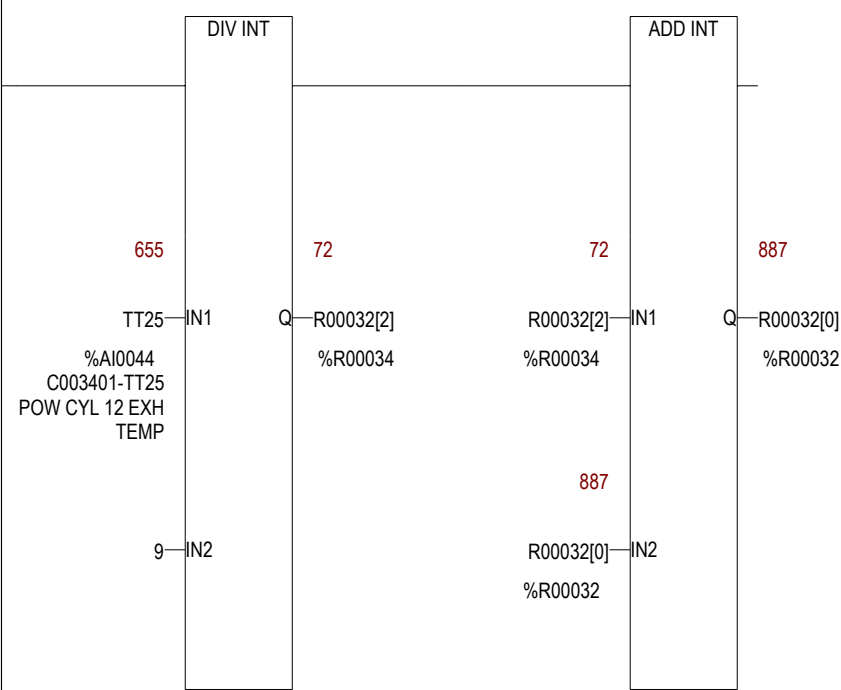 DIV INT
ADD INT
655
72
72
887
TT25
IN1
Q
R00032[2]
R00032[2]
IN1
Q
R00032[0]
%AI0044
%R00034
%R00034
%R00032
C003401-TT25
POW CYL 12 EXH
TEMP
887
9
IN2
R00032[0]
IN2
%R00032